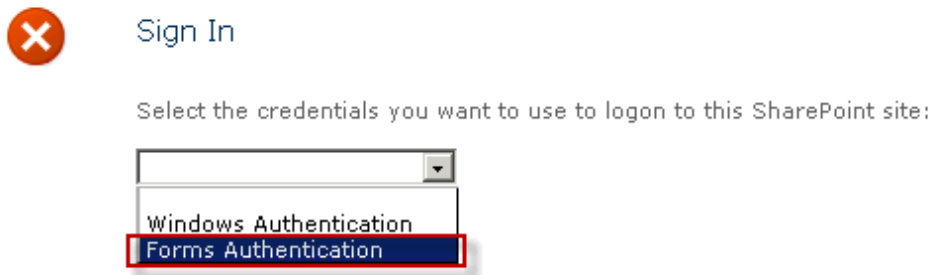 Sign In
Select the credentials you want to use to logon to this SharePoint site:
Windows Authentication
Forms Authentication